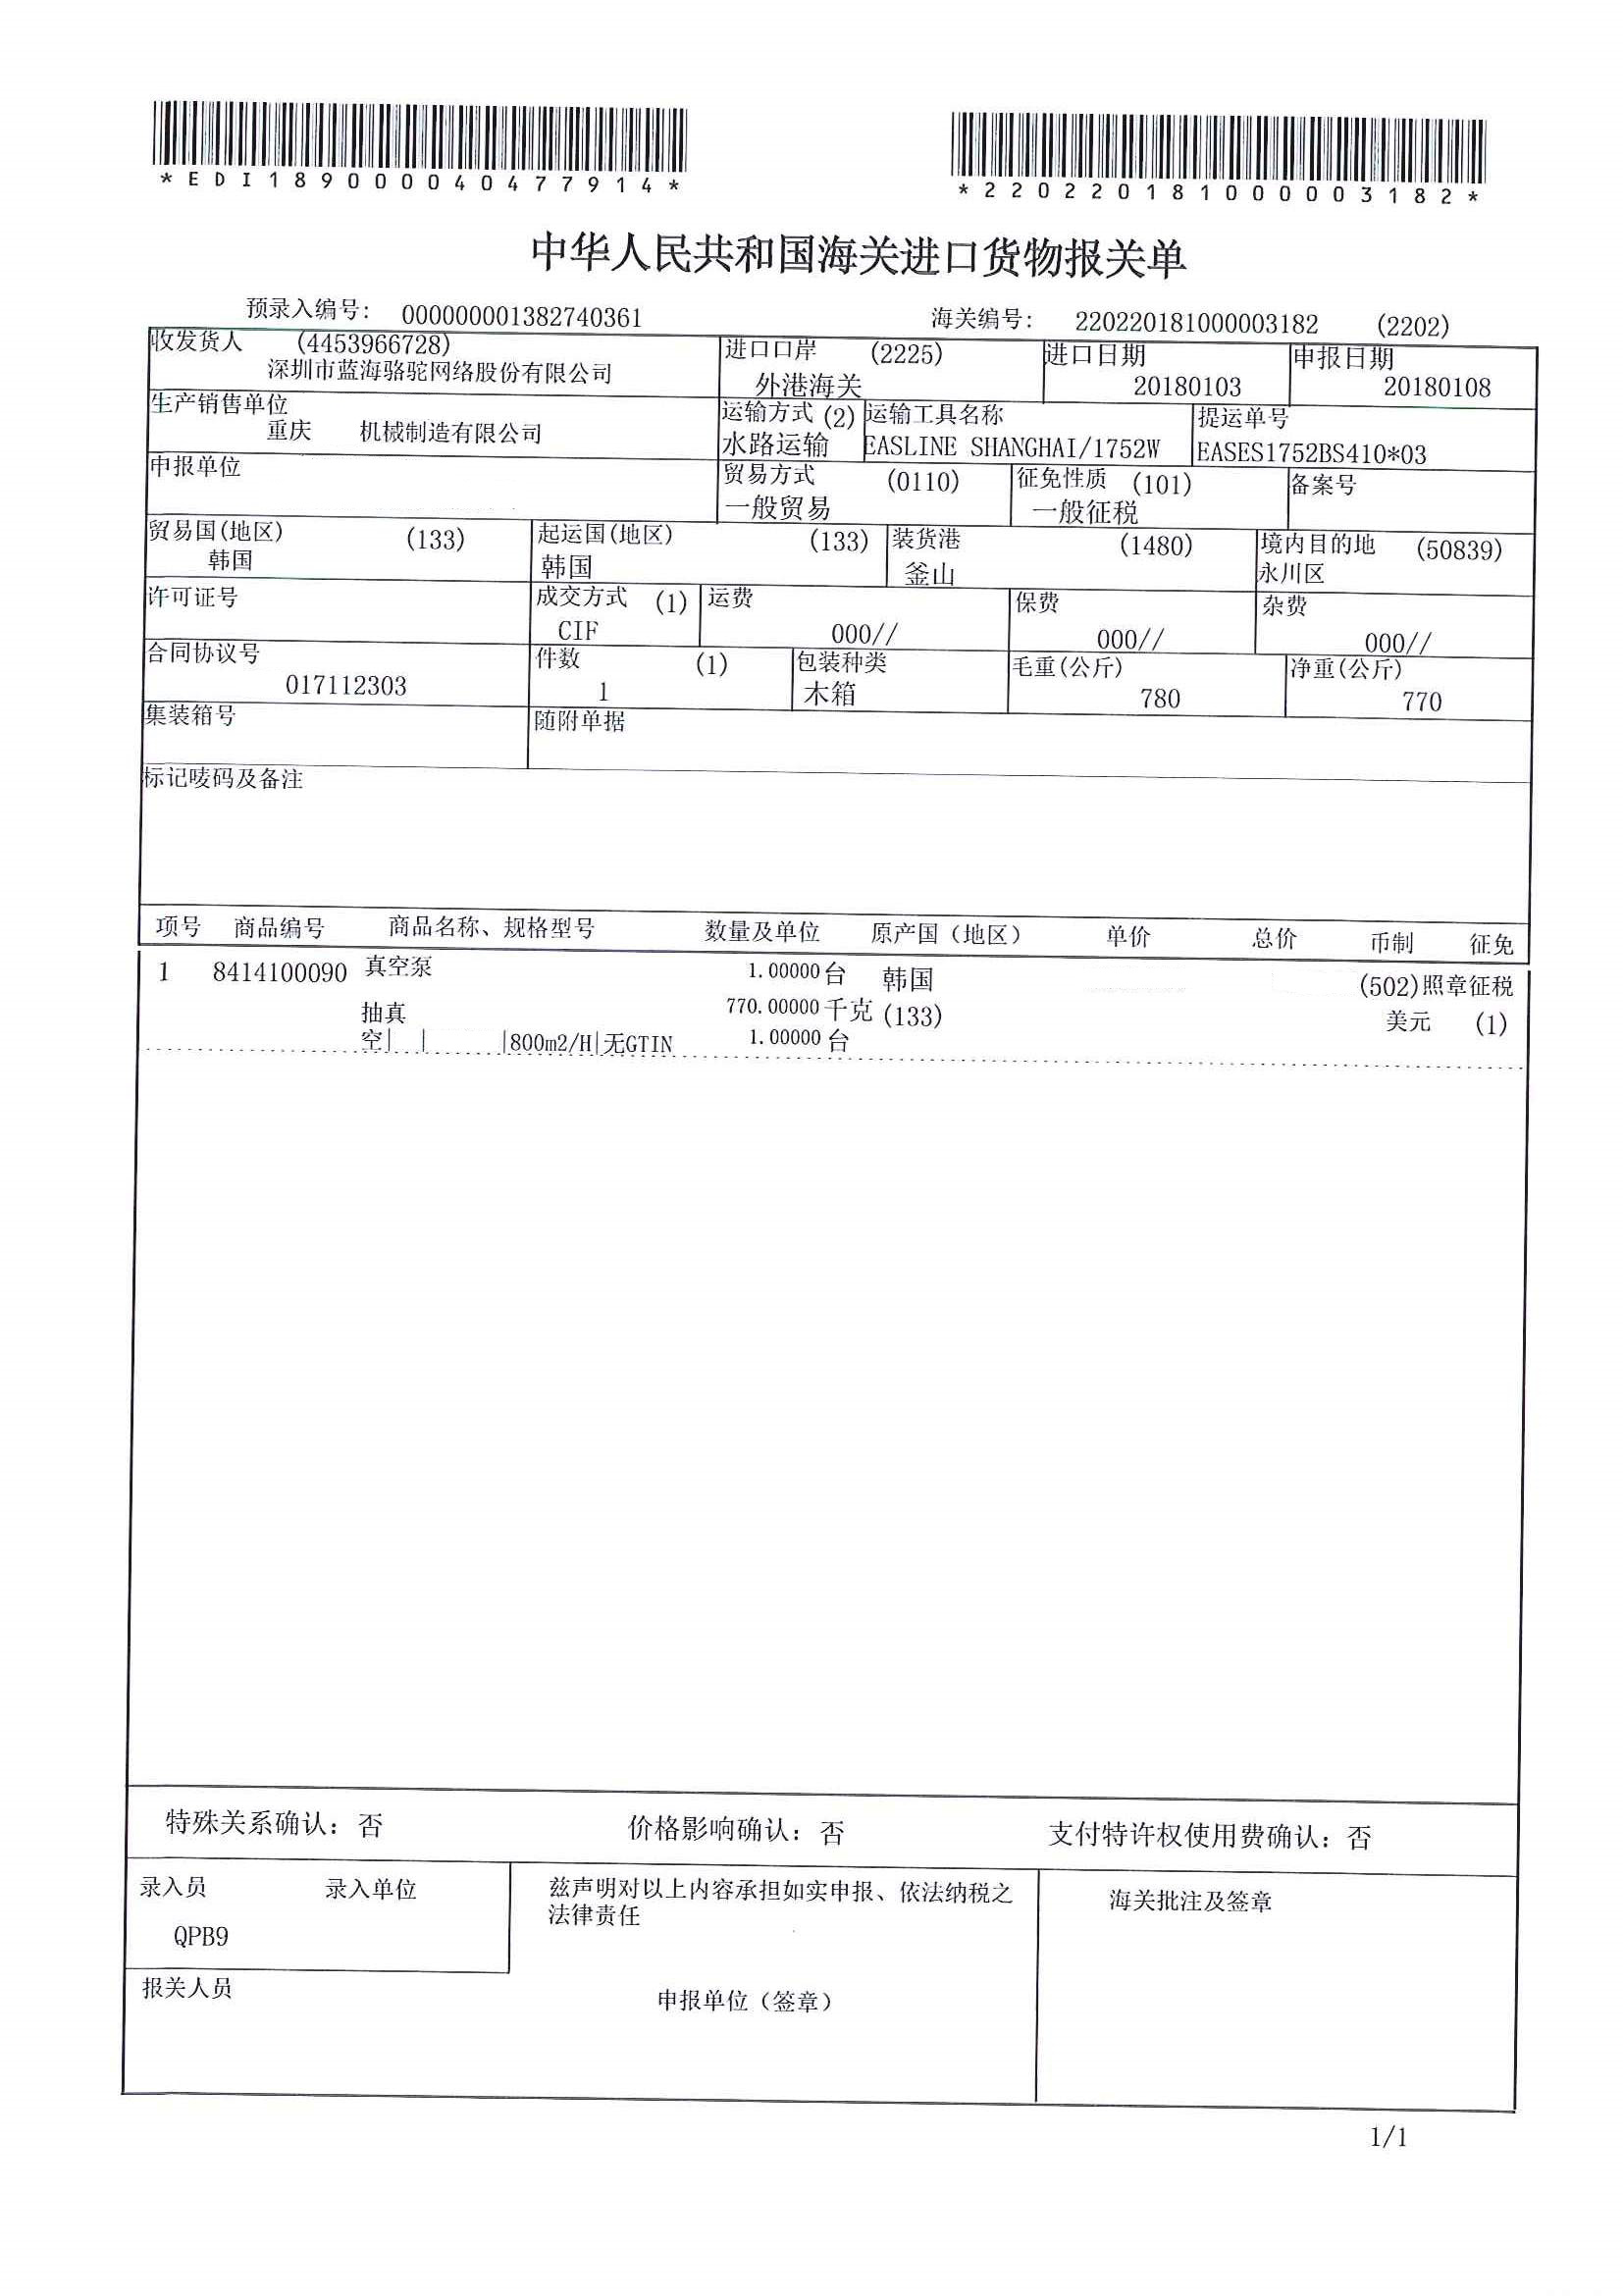 *EDI189000040477914*
*220220181000003182*
中华人民共和国海关进口货物报关单
预录入编号： 000000001382740361 海关编号： 220220181000003182 (2202)
收发货人 (4453966728) 进口口岸 (2225) 进口日期 申报日期
深圳市蓝海骆驼网络股份有限公司 外港海关 20180103 20180108
生产销售单位 运输方式 (2) 运输工具名称 提运单号
重庆 机械制造有限公司 水路运输 EASLINE SHANGHAI/1752W EASES1752BS410*03
申报单位 贸易方式 (0110) 征免性质 (101) 备案号
一般贸易 一般征税
贸易国(地区) (133) 起运国(地区) (133) 装货港 (1480) 境内目的地 (50839)
韩国 韩国 釜山 永川区
许可证号 成交方式 (1) 运费 保费 杂费
CIF 000// 000// 000//
合同协议号 件数 (1) 包装种类 毛重(公斤) 净重(公斤)
017112303 1 木箱 780 770
集装箱号 随附单据
标记唛码及备注
项号 商品编号 商品名称、规格型号 数量及单位 原产国（地区） 单价 总价 币制 征免
1 8414100090 真空泵 1.00000台 韩国 (502)照章征税
抽真 770.00000千克 (133) 美元 (1)
空| | |800m2/H|无GTIN 1.00000台
特殊关系确认：否 价格影响确认：否 支付特许权使用费确认：否
录入员 录入单位 兹声明对以上内容承担如实申报、依法纳税之 海关批注及签章
法律责任
QPB9
报关人员 申报单位（签章）
1/1